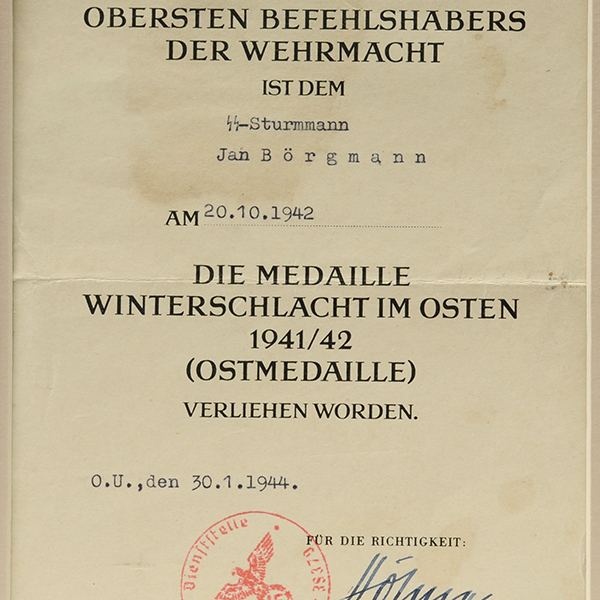 OBERSTEN BEFEHLSHABERS
DER WEHRMACHT
IST DEM
ᛋᛋ-Sturmmann
Jan Börgmann
AM 20.10.1942
DIE MEDAILLE
WINTERSCHLACHT IM OSTEN
1941/42
(OSTMEDAILLE)
VERLIEHEN WORDEN.
O.U.,den 30.1.1944.
Dienststelle
FÜR DIE RICHTIGKEIT: